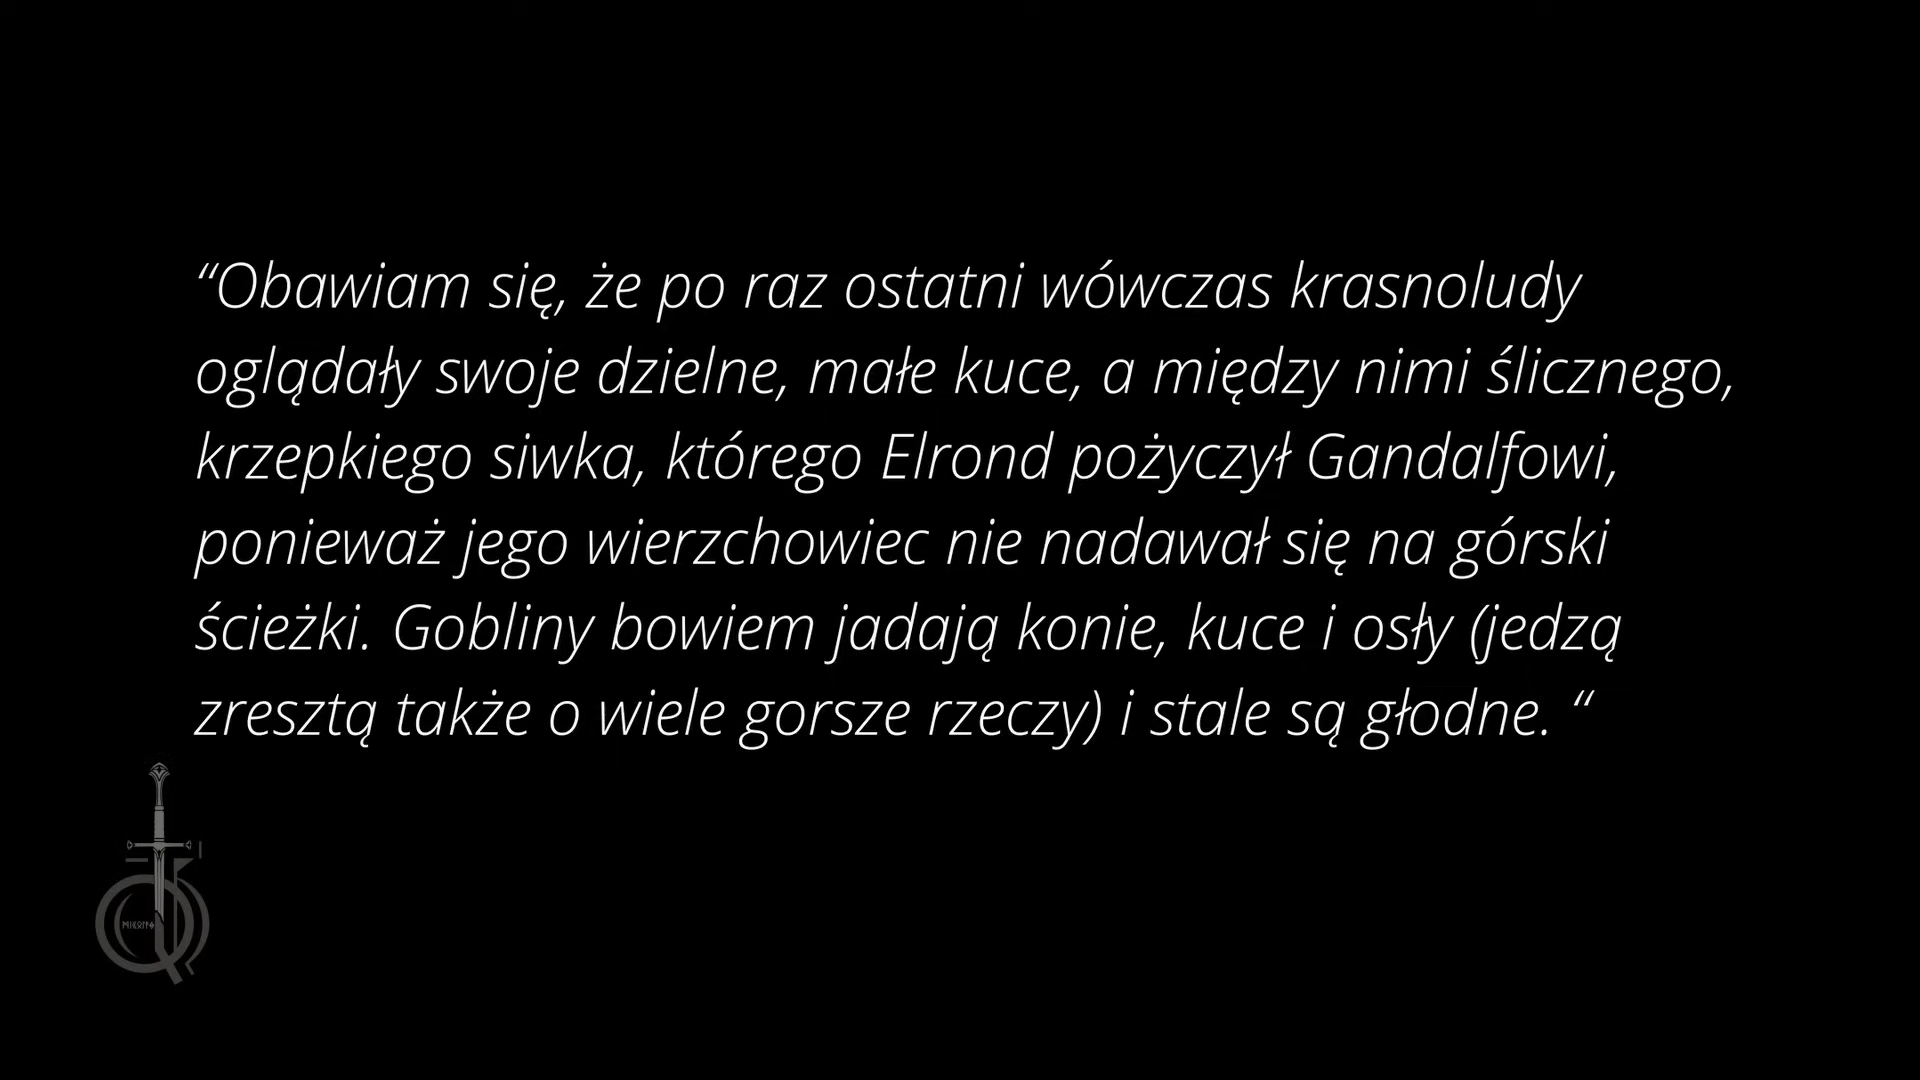 “Obawiam się, że po raz ostatni wówczas krasnoludy
oglądały swoje dzielne, małe kuce, a między nimi ślicznego,
krzepkiego siwka, którego Elrond pożyczył Gandalfowi,
ponieważ jego wierzchowiec nie nadawał się na górski
ścieżki. Gobliny bowiem jadają konie, kuce i osły (jedzą
zresztą także o wiele gorsze rzeczy) i stale są głodne. “